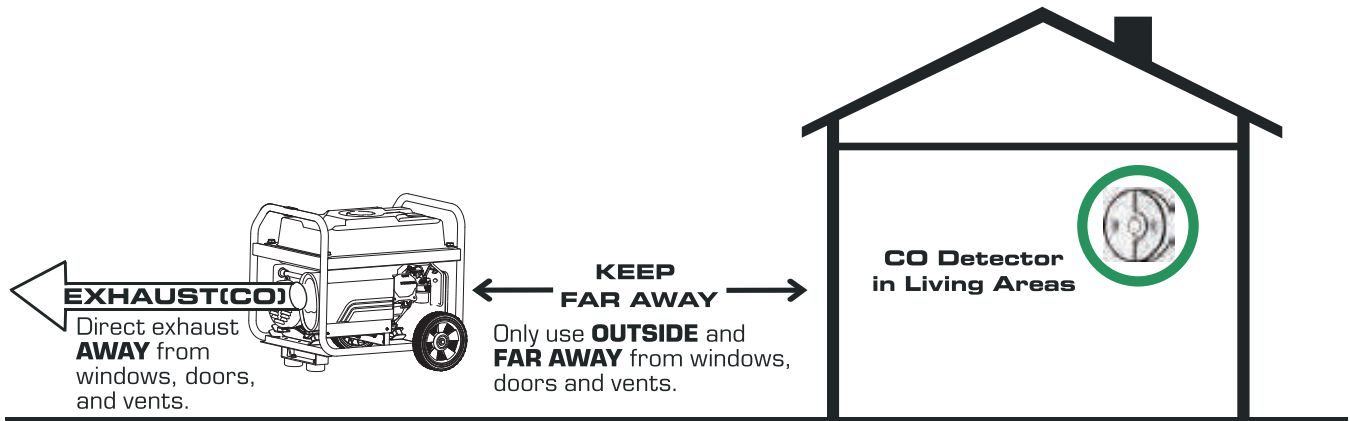 EXHAUST(CO)
Direct exhaust
AWAY from
windows, doors,
and vents.
KEEP
FAR AWAY
Only use OUTSIDE and
FAR AWAY from windows,
doors and vents.
CO Detector
in Living Areas